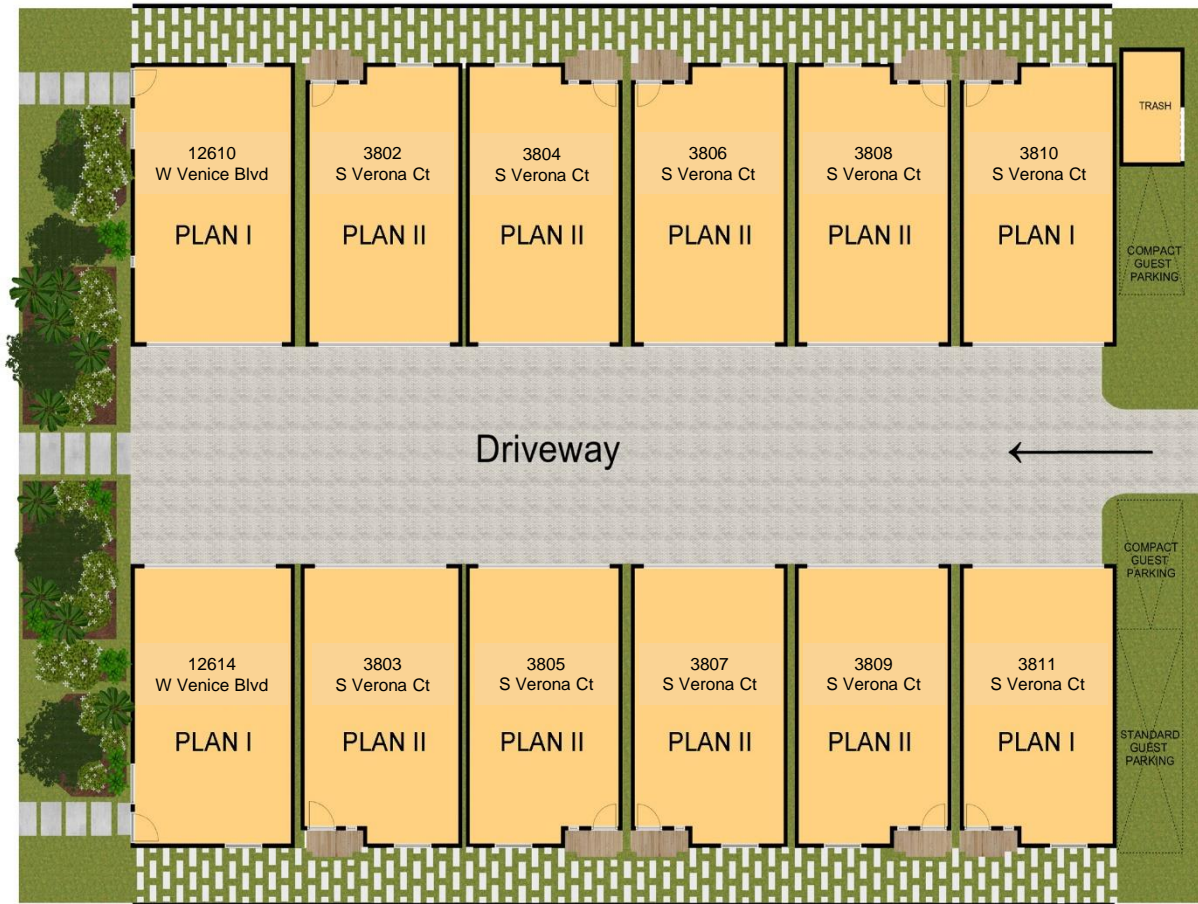 TRASH
12610
W Venice Blvd
PLAN I
3802
S Verona Ct
PLAN II
3804
S Verona Ct
PLAN II
3806
S Verona Ct
PLAN II
3808
S Verona Ct
PLAN II
3810
S Verona Ct
PLAN I
COMPACT
GUEST
PARKING
Driveway
COMPACT
GUEST
PARKING
12614
W Venice Blvd
PLAN I
3803
S Verona Ct
PLAN II
3805
S Verona Ct
PLAN II
3807
S Verona Ct
PLAN II
3809
S Verona Ct
PLAN II
3811
S Verona Ct
PLAN I
STANDARD
GUEST
PARKING